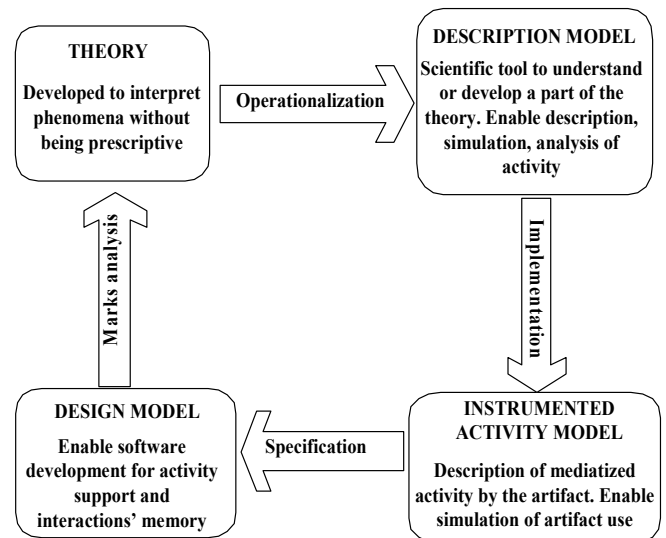 THEORY
Developed to interpret
phenomena without
being prescriptive
Operationalization
DESCRIPTION MODEL
Scientific tool to understand
or develop a part of the
theory. Enable description,
simulation, analysis of
activity
Implementation
INSTRUMENTED
ACTIVITY MODEL
Description of mediatized
activity by the artifact. Enable
simulation of artifact use
Specification
DESIGN MODEL
Enable software
development for activity
support and
interactions’ memory
Marks analysis